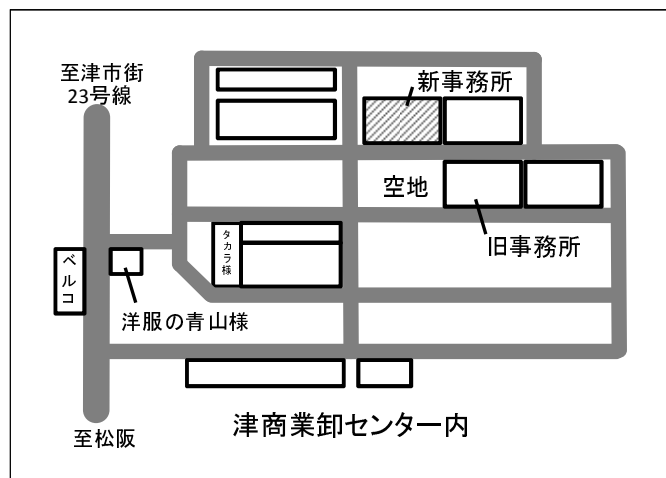 至津市街
23号線
新事務所
空地
旧事務所
タカラ様
ベルコ
洋服の青山様
津商業卸センター内
至松阪